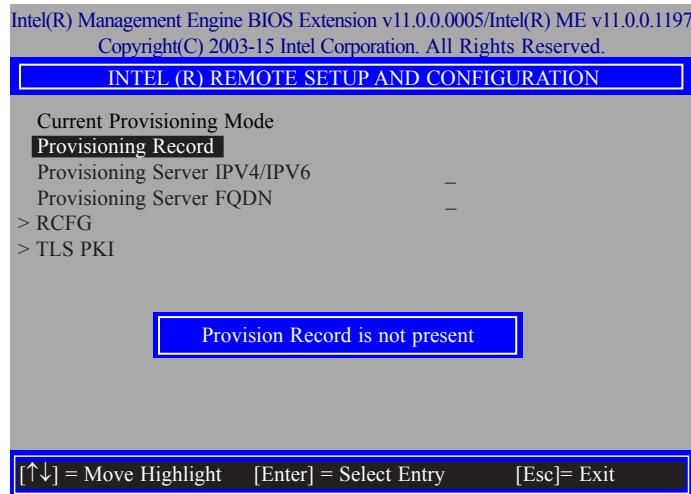 Intel(R) Management Engine BIOS Extension v11.0.0.0005/Intel(R) ME v11.0.0.1197
Copyright(C) 2003-15 Intel Corporation. All Rights Reserved.
INTEL (R) REMOTE SETUP AND CONFIGURATION
Current Provisioning Mode
Provisioning Record
Provisioning Server IPV4/IPV6 _
Provisioning Server FQDN _
> RCFG
> TLS PKI
Provision Record is not present
[↑↓] = Move Highlight [Enter] = Select Entry [Esc]= Exit